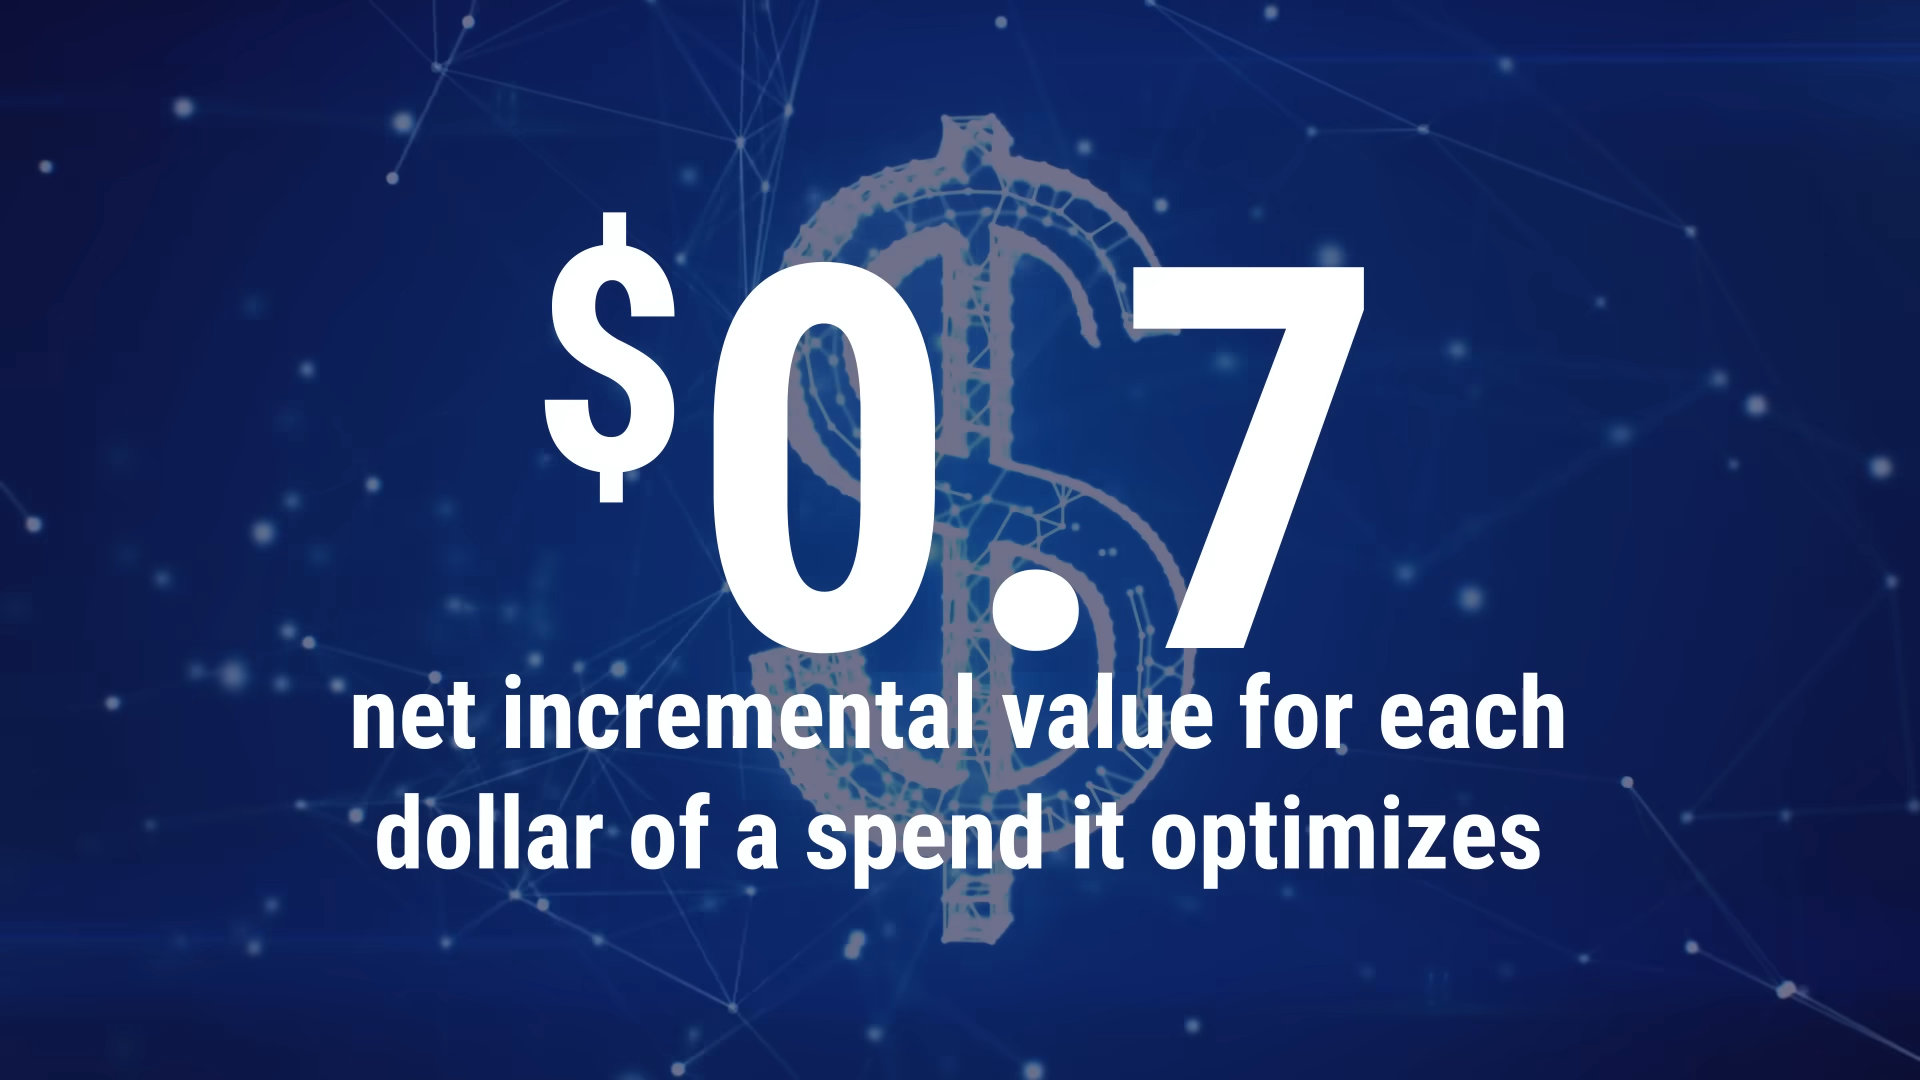 $0.7
net incremental value for each
dollar of a spend it optimizes